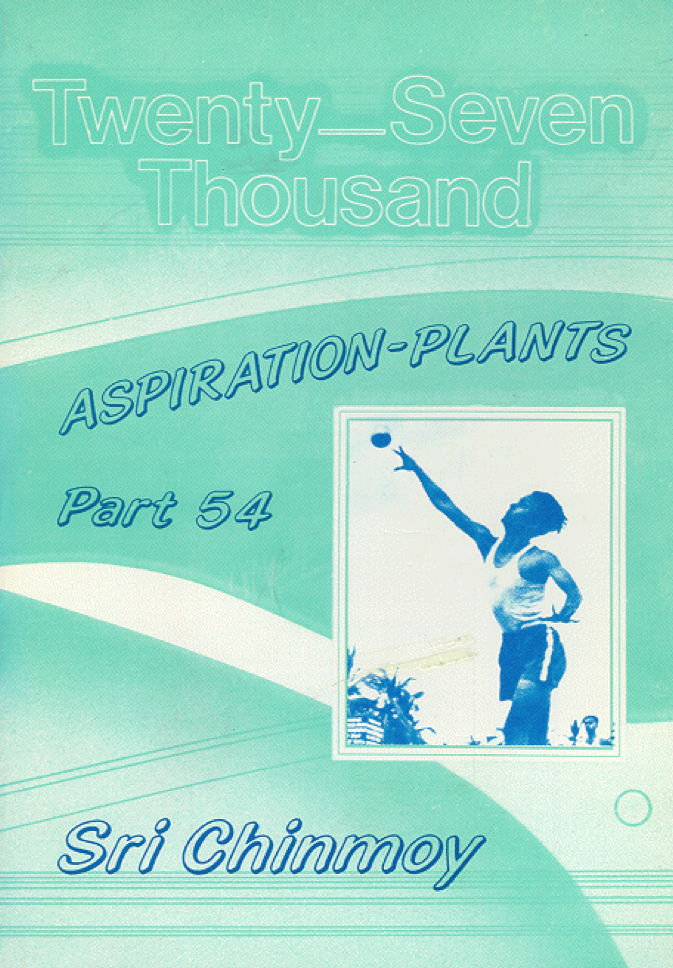 Twenty—Seven
Thousand
ASPIRATION-PLANTS
Part 54
Sri Chinmoy